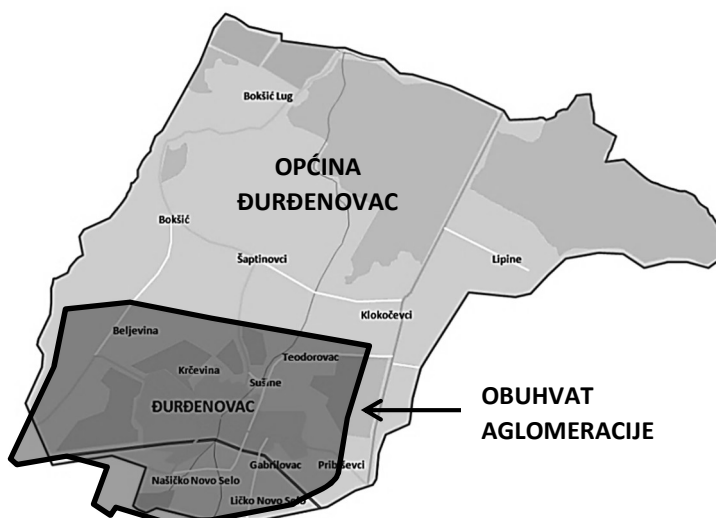 Bokšić Lug
OPĆINA
ĐURĐENOVAC
Bokšić
Šaptinovci
Lipine
Klokočevci
Beljevina
Teodorovac
Krčevina
Sušine
ĐURĐENOVAC
OBUHVAT
AGLOMERACIJE
Gabrilovac
Pribiševci
Našičko Novo Selo
Ličko Novo Selo